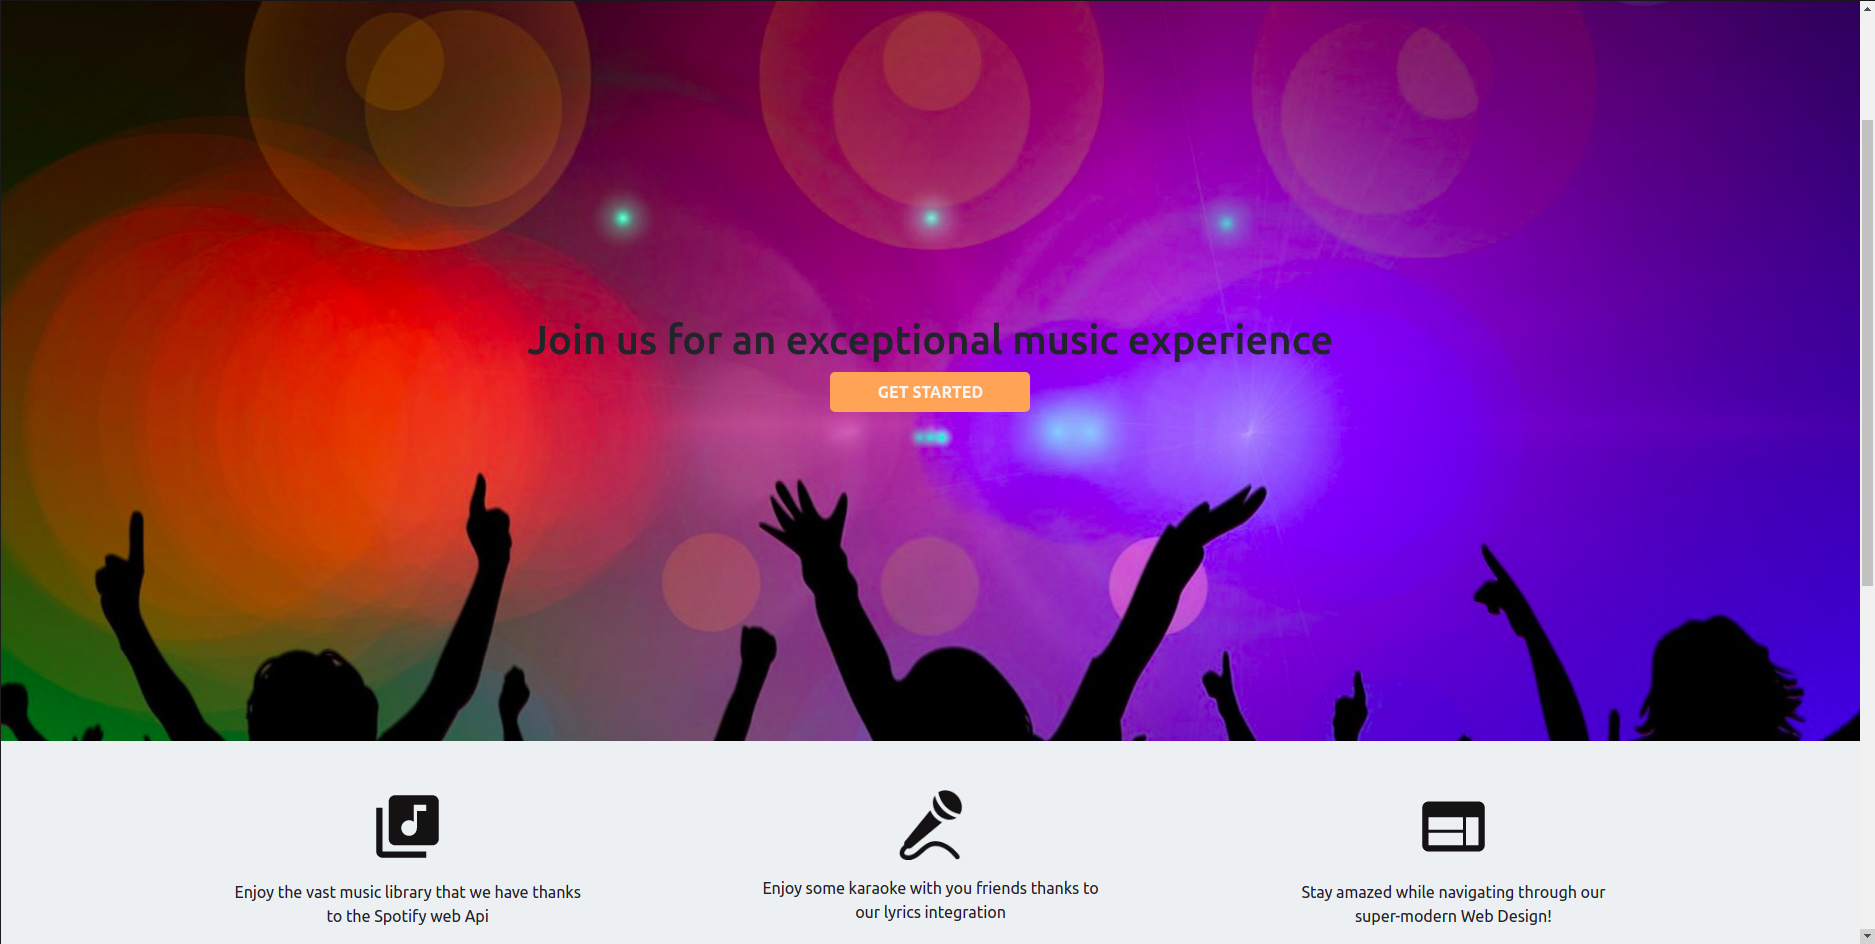 Join us for an exceptional music experience
GET STARTED
Enjoy the vast music library that we have thanks
to the Spotify web Api
Enjoy some karaoke with you friends thanks to
our lyrics integration
Stay amazed while navigating through our
super-modern Web Design!